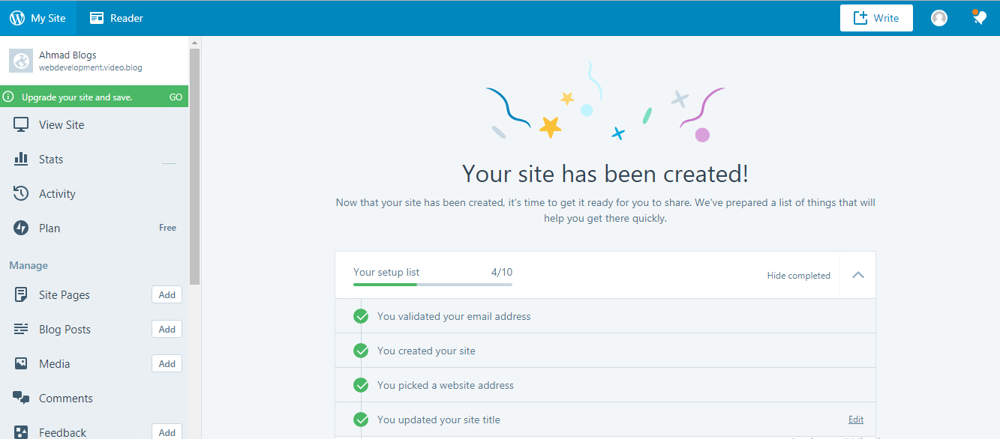 My Site
Reader
Write
Ahmad Blogs
webdevelopment.video.blog
Upgrade your site and save. GO
View Site
Stats
Activity
Plan Free
Manage
Site Pages Add
Blog Posts Add
Media Add
Comments
Feedback Add
Your site has been created!
Now that your site has been created, it's time to get it ready for you to share. We've prepared a list of things that will
help you get there quickly.
Your setup list 4/10 Hide completed
You validated your email address
You created your site
You picked a website address
You updated your site title Edit